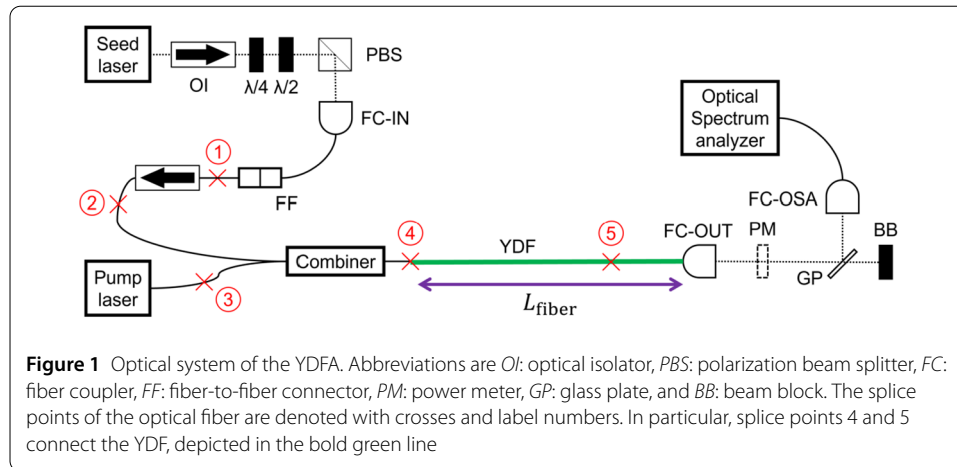 Seed
laser
OI
λ/4 λ/2
PBS
FC-IN
1
FF
2
Pump
laser
3
Combiner
4
YDF
5
L_fiber
FC-OUT
PM
GP
BB
FC-OSA
Optical
Spectrum
analyzer
Figure 1 Optical system of the YDFA. Abbreviations are OI: optical isolator, PBS: polarization beam splitter, FC:
fiber coupler, FF: fiber-to-fiber connector, PM: power meter, GP: glass plate, and BB: beam block. The splice
points of the optical fiber are denoted with crosses and label numbers. In particular, splice points 4 and 5
connect the YDF, depicted in the bold green line